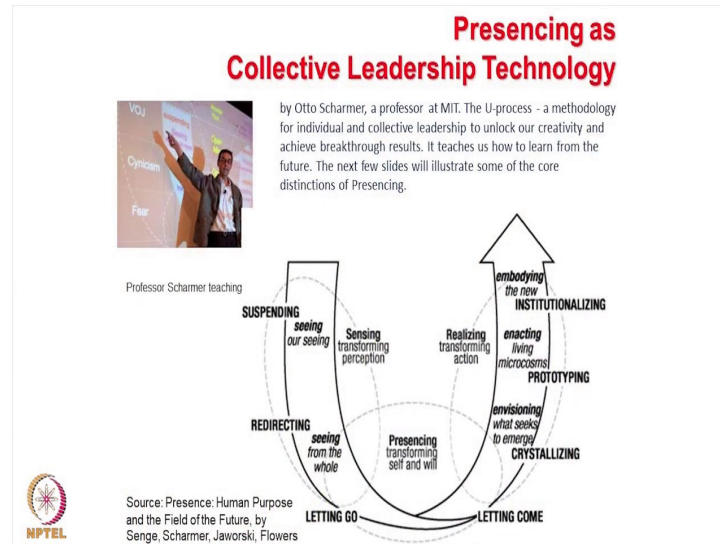 Presencing as
Collective Leadership Technology
by Otto Scharmer, a professor at MIT. The U-process - a methodology
for individual and collective leadership to unlock our creativity and
achieve breakthrough results. It teaches us how to learn from the
future. The next few slides will illustrate some of the core
distinctions of Presencing.
VOJ
suspending
Cynicism
Fear
Professor Scharmer teaching
SUSPENDING
seeing
our seeing
Sensing
transforming
perception
REDIRECTING
seeing
from the
whole
LETTING GO
Presencing
transforming
self and will
LETTING COME
Realizing
transforming
action
envisioning
what seeks
to emerge
CRYSTALLIZING
enacting
living
microcosms
PROTOTYPING
embodying
the new
INSTITUTIONALIZING
Source: Presence: Human Purpose
and the Field of the Future, by
Senge, Scharmer, Jaworski, Flowers
NPTEL